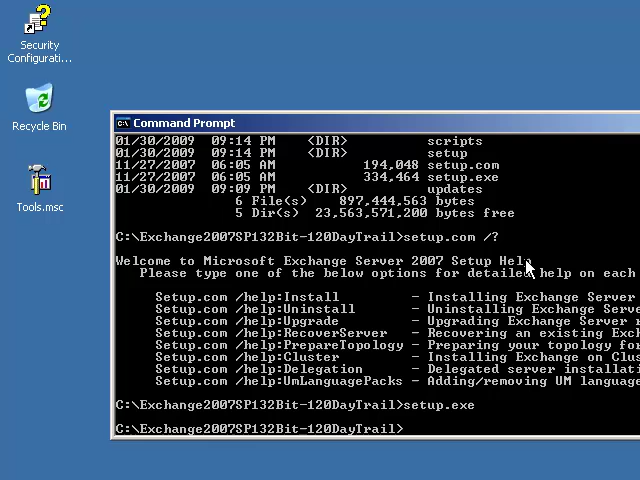 Security
Configurati...
Recycle Bin
Tools.msc
Command Prompt
01/30/2009  09:14 PM    <DIR>          scripts
01/30/2009  09:14 PM    <DIR>          setup
11/27/2007  06:05 AM           194,048 setup.com
11/27/2007  06:05 AM           334,464 setup.exe
01/30/2009  09:09 PM    <DIR>          updates
6 File(s)    897,444,563 bytes
5 Dir(s)  23,563,571,200 bytes free
C:\Exchange2007SP132Bit-120DayTrail>setup.com /?
Welcome to Microsoft Exchange Server 2007 Setup Help
Please type one of the below options for detailed help on each
Setup.com /help:Install         - Installing Exchange Server
Setup.com /help:Uninstall       - Uninstalling Exchange Serve
Setup.com /help:Upgrade         - Upgrading Exchange Server r
Setup.com /help:RecoverServer   - Recovering an existing Exch
Setup.com /help:PrepareTopology - Preparing your topology for
Setup.com /help:Cluster         - Installing Exchange on Clus
Setup.com /help:Delegation      - Delegated server installati
Setup.com /help:UmLanguagePacks - Adding/removing UM language
C:\Exchange2007SP132Bit-120DayTrail>setup.exe
C:\Exchange2007SP132Bit-120DayTrail>